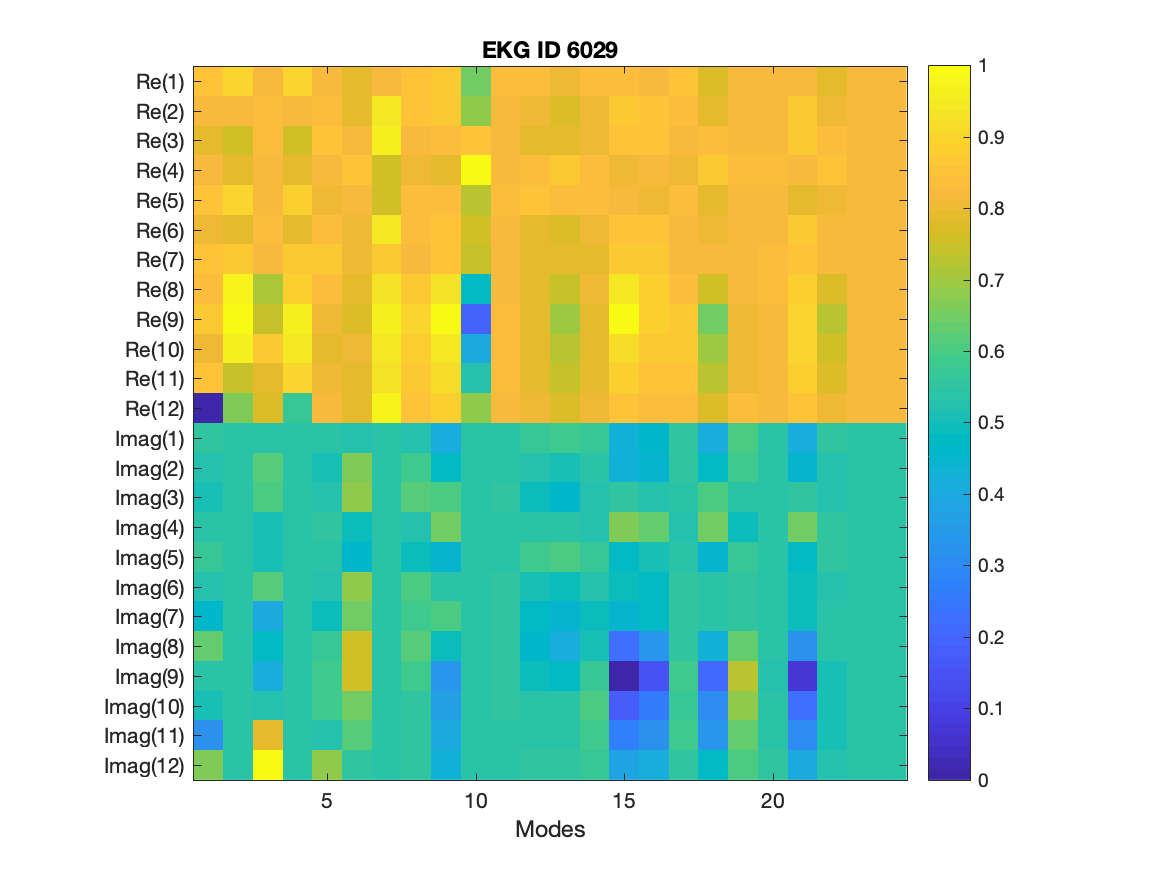 EKG ID 6029
Re(1)
Re(2)
Re(3)
Re(4)
Re(5)
Re(6)
Re(7)
Re(8)
Re(9)
Re(10)
Re(11)
Re(12)
Imag(1)
Imag(2)
Imag(3)
Imag(4)
Imag(5)
Imag(6)
Imag(7)
Imag(8)
Imag(9)
Imag(10)
Imag(11)
Imag(12)
5 10 15 20
Modes
1
0.9
0.8
0.7
0.6
0.5
0.4
0.3
0.2
0.1
0